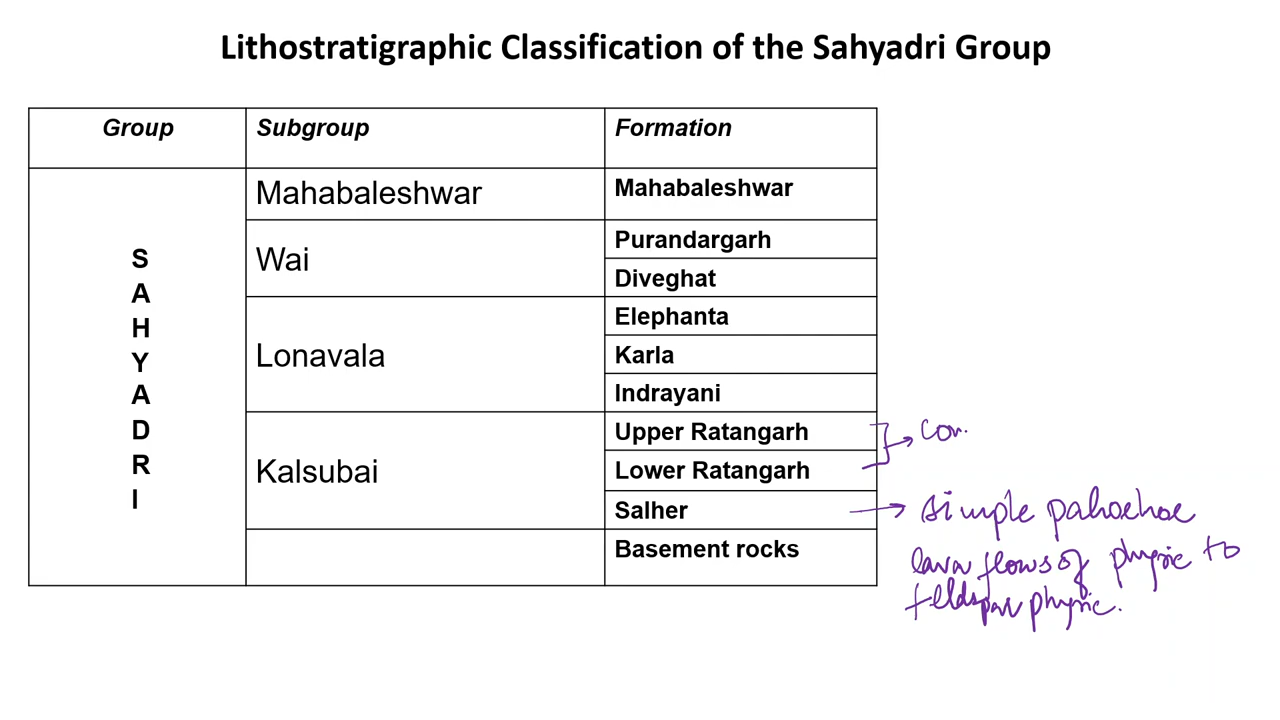 Lithostratigraphic Classification of the Sahyadri Group
Group Subgroup Formation
SAHYADRI
Mahabaleshwar Mahabaleshwar
Wai Purandargarh
Diveghat
Lonavala Elephanta
Karla
Indrayani
Kalsubai Upper Ratangarh
Lower Ratangarh
Salher
Basement rocks
Com.
simple pahoehoe
lava flows of phyric to
feldspar phyric.